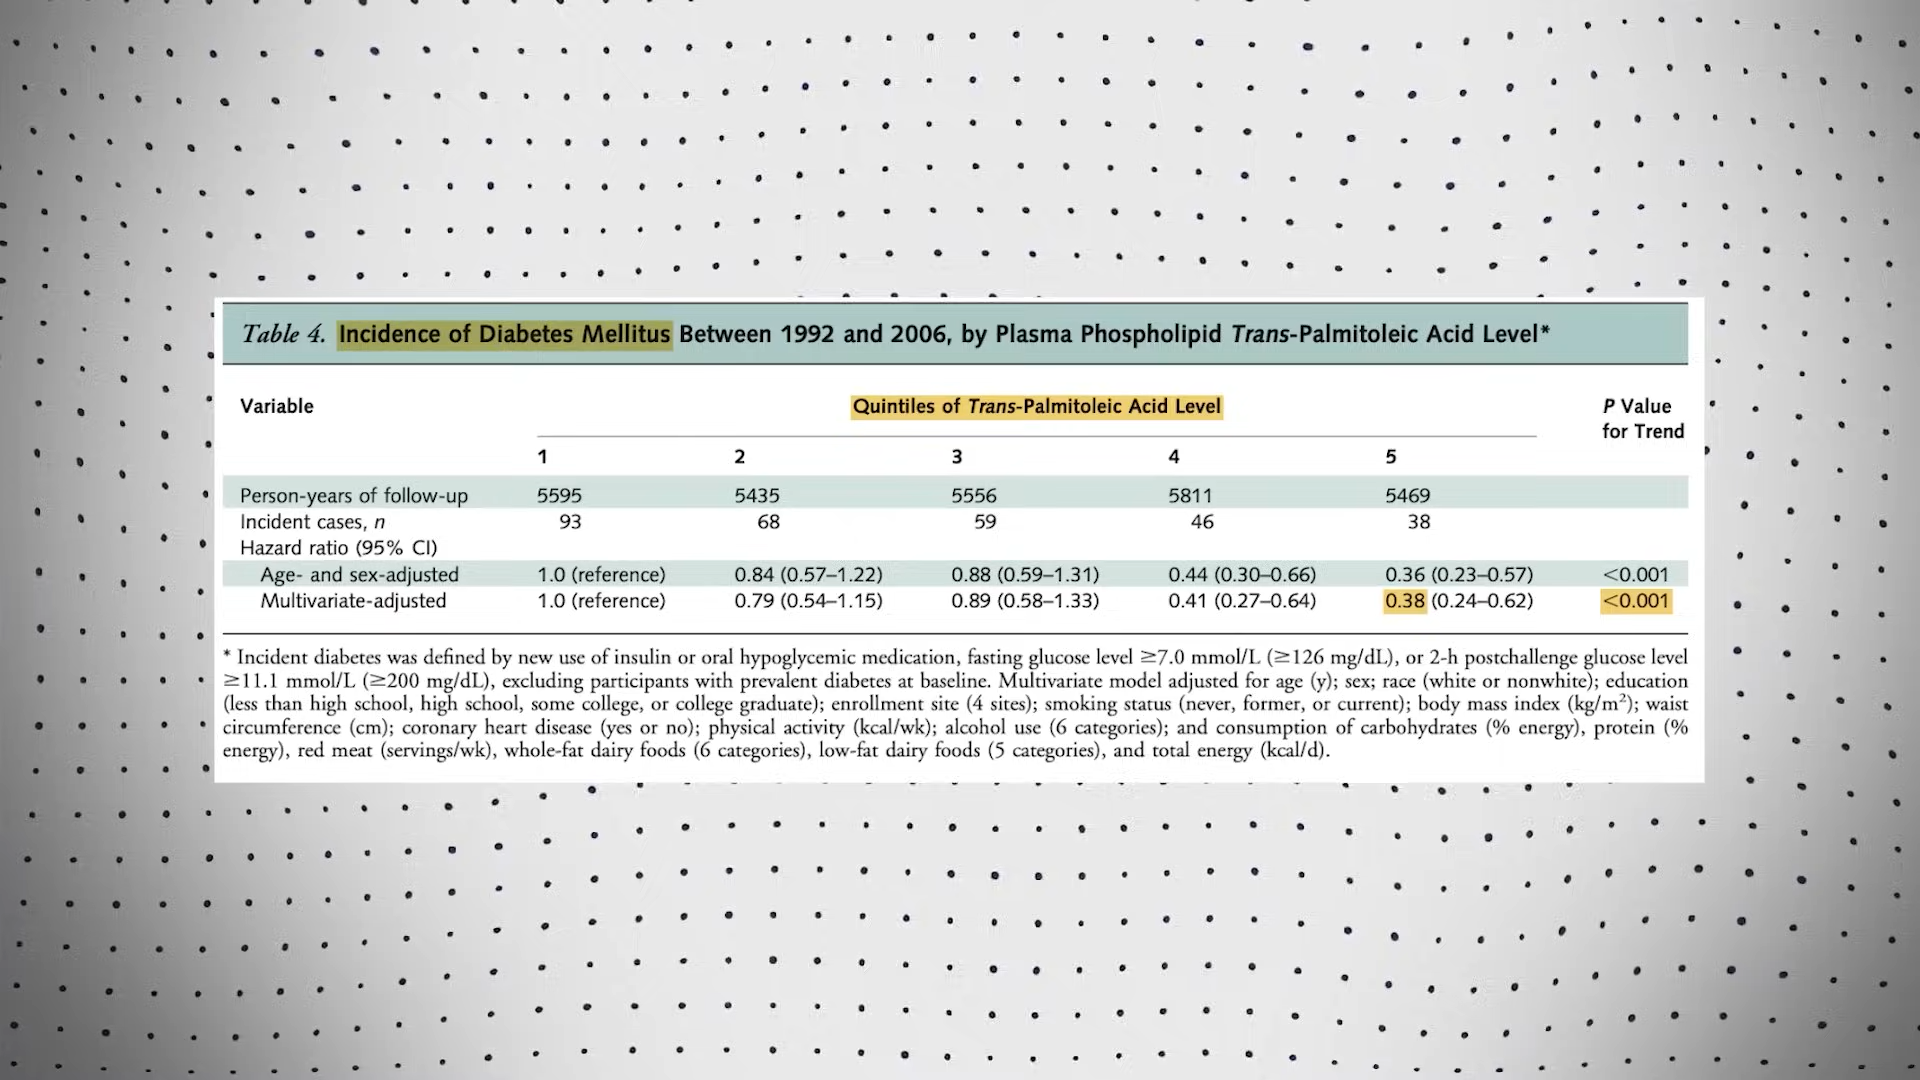 Table 4. Incidence of Diabetes Mellitus Between 1992 and 2006, by Plasma Phospholipid Trans-Palmitoleic Acid Level*
Variable Quintiles of Trans-Palmitoleic Acid Level P Value
for Trend
1 2 3 4 5
Person-years of follow-up 5595 5435 5556 5811 5469
Incident cases, n 93 68 59 46 38
Hazard ratio (95% CI)
Age- and sex-adjusted 1.0 (reference) 0.84 (0.57–1.22) 0.88 (0.59–1.31) 0.44 (0.30–0.66) 0.36 (0.23–0.57) <0.001
Multivariate-adjusted 1.0 (reference) 0.79 (0.54–1.15) 0.89 (0.58–1.33) 0.41 (0.27–0.64) 0.38 (0.24–0.62) <0.001
* Incident diabetes was defined by new use of insulin or oral hypoglycemic medication, fasting glucose level ≥7.0 mmol/L (≥126 mg/dL), or 2-h postchallenge glucose level
≥11.1 mmol/L (≥200 mg/dL), excluding participants with prevalent diabetes at baseline. Multivariate model adjusted for age (y); sex; race (white or nonwhite); education
(less than high school, high school, some college, or college graduate); enrollment site (4 sites); smoking status (never, former, or current); body mass index (kg/m²); waist
circumference (cm); coronary heart disease (yes or no); physical activity (kcal/wk); alcohol use (6 categories); and consumption of carbohydrates (% energy), protein (%
energy), red meat (servings/wk), whole-fat dairy foods (6 categories), low-fat dairy foods (5 categories), and total energy (kcal/d).